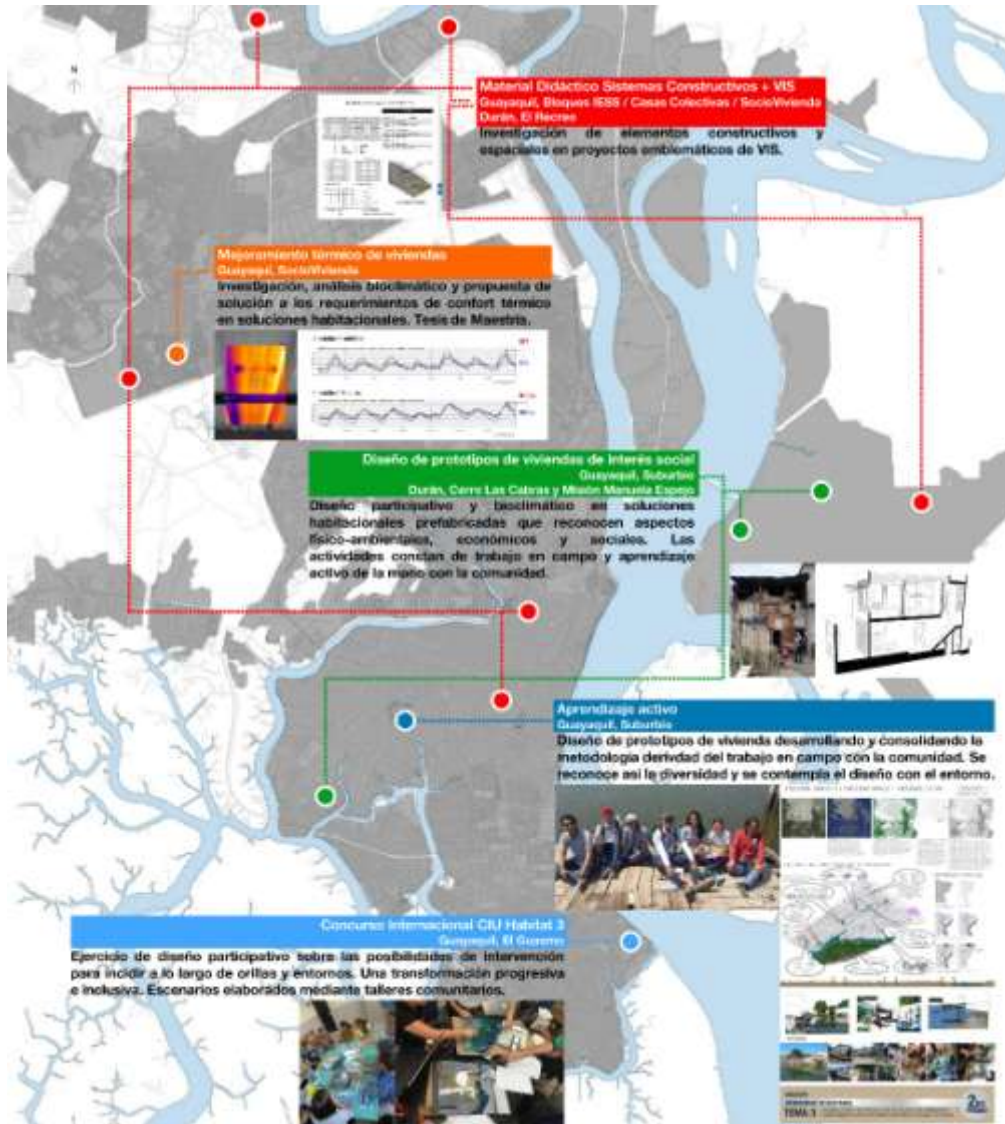 N
Material Didáctico Sistemas Constructivos + VIS
Guayaquil, Bloques IESS / Casas Colectivas / SocioVivienda
Durán, El Recreo
Investigación de elementos constructivos y
espaciales en proyectos emblemáticos de VIS.
Mejoramiento térmico de viviendas
Guayaquil, SocioVivienda
Investigación, análisis bioclimático y propuesta de
solución a los requerimientos de confort térmico
en soluciones habitacionales. Tesis de Maestría.
Diseño de prototipos de viviendas de interés social
Guayaquil, Suburbio
Durán, Cerro Las Cabras y Misión Manuela Espejo
Diseño participativo y bioclimático en soluciones
habitacionales prefabricadas que reconocen aspectos
físico-ambientales, económicos y sociales. Las
actividades constan de trabajo en campo y aprendizaje
activo de la mano con la comunidad.
Aprendizaje activo
Guayaquil, Suburbio
Diseño de prototipos de vivienda desarrollando y consolidando la
metodología derivdad del trabajo en campo con la comunidad. Se
reconoce así la diversidad y se contempla el diseño con el entorno.
Concurso Internacional CIU Habitat 3
Guayaquil, El Guasmo
Ejercicio de diseño participativo sobre las posibilidades de intervención
para incidir a lo largo de orillas y entornos. Una transformación progresiva
e inclusiva. Escenarios elaborados mediante talleres comunitarios.
TEMA 3